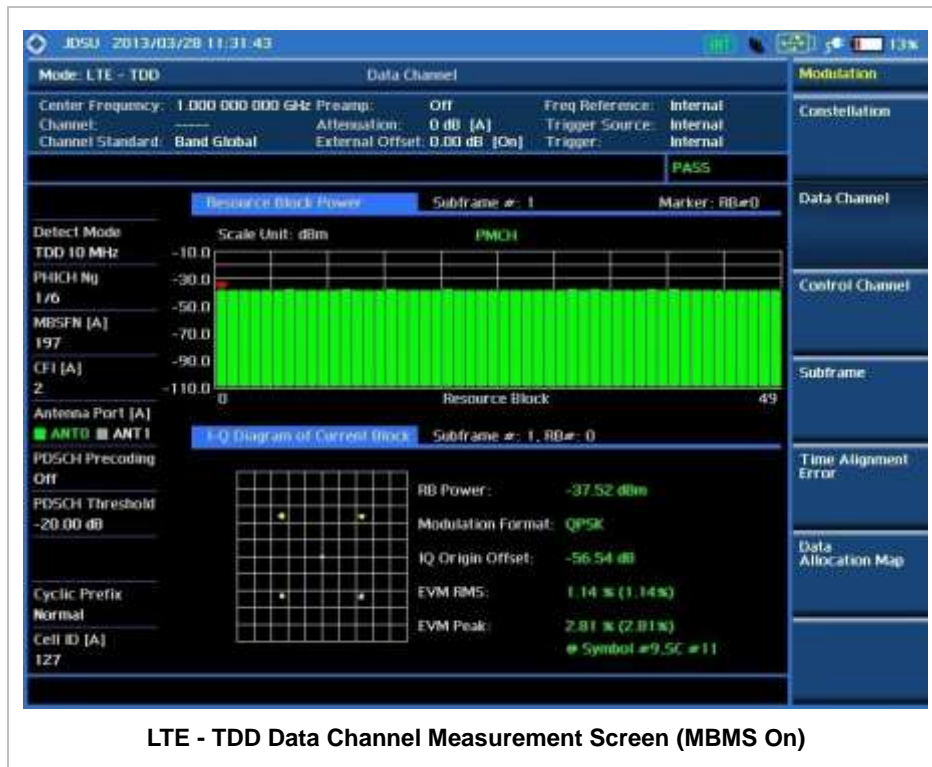 JDSU 2013/03/28 11:31:43 INT 13%
Mode: LTE - TDD Data Channel Modulation
Center Frequency: 1.000 000 000 GHz Preamp: Off Freq Reference: Internal
Channel: ----- Attenuation: 0 dB [A] Trigger Source: Internal
Channel Standard: Band Global External Offset: 0.00 dB [On] Trigger: Internal
PASS
Constellation
Data Channel
Control Channel
Subframe
Time Alignment
Error
Data
Allocation Map
Resource Block Power Subframe #: 1 Marker: RB#0
Detect Mode
TDD 10 MHz
PHICH Ng
1/6
MBSFN [A]
197
CFI [A]
2
Antenna Port [A]
ANT0 ANT1
PDSCH Precoding
Off
PDSCH Threshold
-20.00 dB
Cyclic Prefix
Normal
Cell ID [A]
127
Scale Unit: dBm PMCH
-10.0
-30.0
-50.0
-70.0
-90.0
-110.0
0 Resource Block 49
I-Q Diagram of Current Block Subframe #: 1, RB#: 0
RB Power: -37.52 dBm
Modulation Format: QPSK
IQ Origin Offset: -56.54 dB
EVM RMS: 1.14 % (1.14%)
EVM Peak: 2.81 % (2.81%)
@ Symbol #9,SC #11
LTE - TDD Data Channel Measurement Screen (MBMS On)